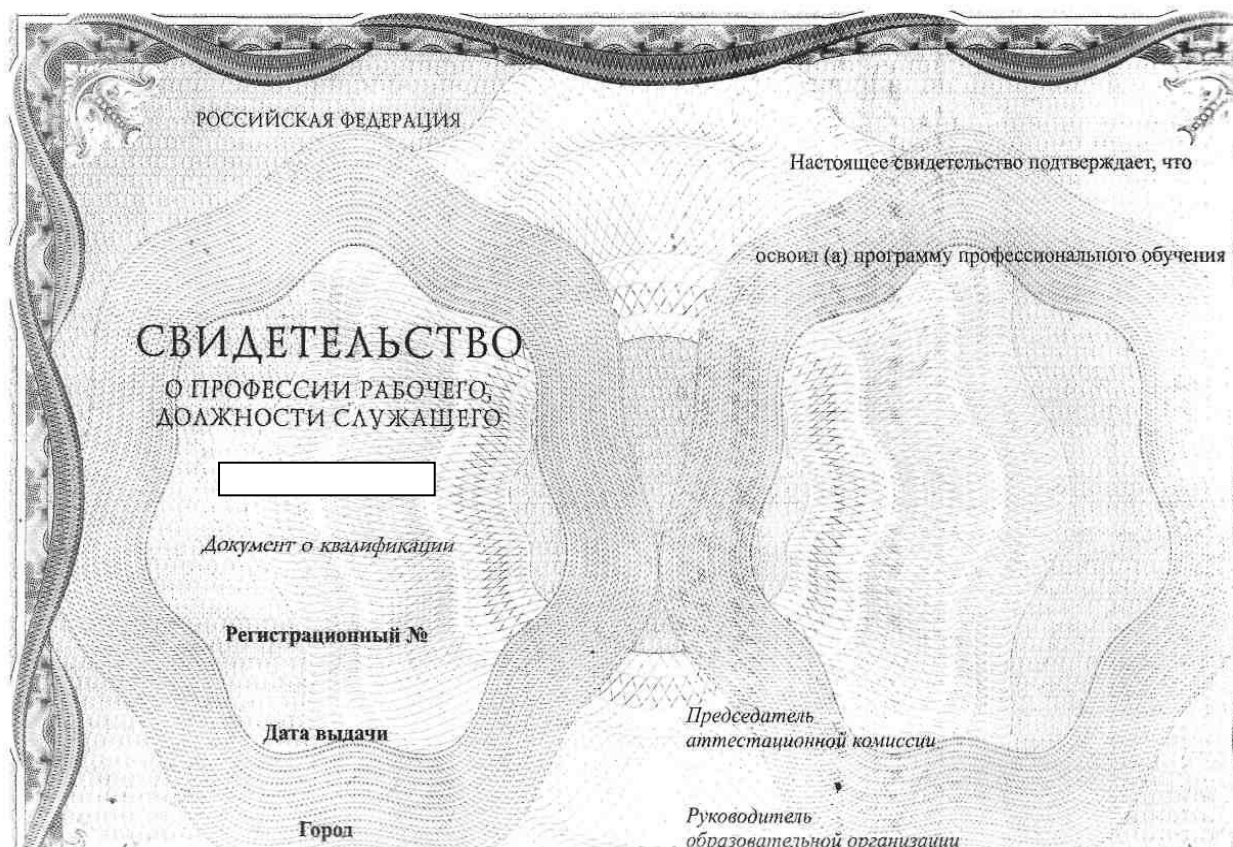 РОССИЙСКАЯ ФЕДЕРАЦИЯ
СВИДЕТЕЛЬСТВО
О ПРОФЕССИИ РАБОЧЕГО,
ДОЛЖНОСТИ СЛУЖАЩЕГО
Документ о квалификации
Регистрационный №
Дата выдачи
Город
Настоящее свидетельство подтверждает, что
освоил (а) программу профессионального обучения
Председатель
аттестационной комиссии
Руководитель
образовательной организации